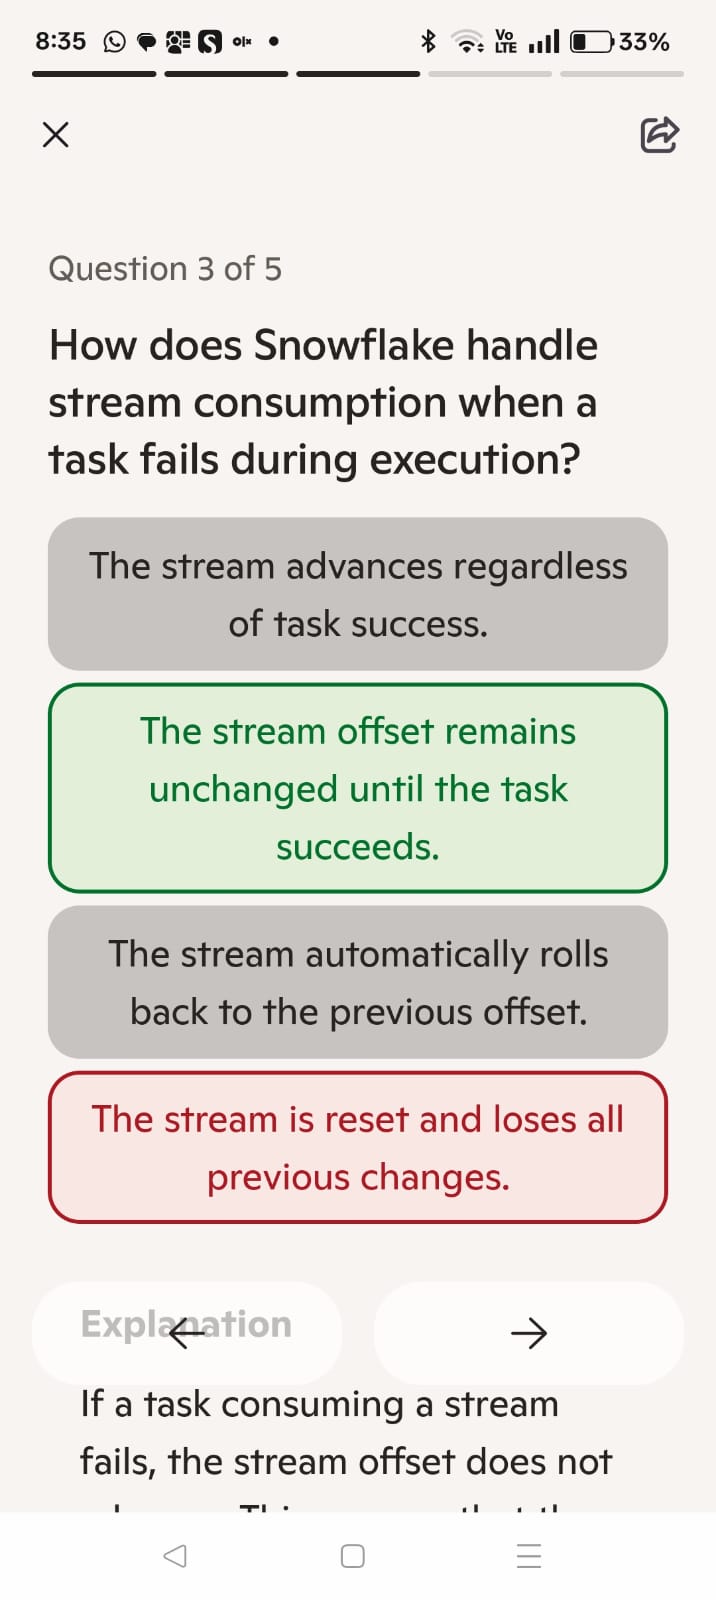 8:35
Vo LTE 33%
Question 3 of 5
How does Snowflake handle
stream consumption when a
task fails during execution?
The stream advances regardless
of task success.
The stream offset remains
unchanged until the task
succeeds.
The stream automatically rolls
back to the previous offset.
The stream is reset and loses all
previous changes.
Explanation
If a task consuming a stream
fails, the stream offset does not